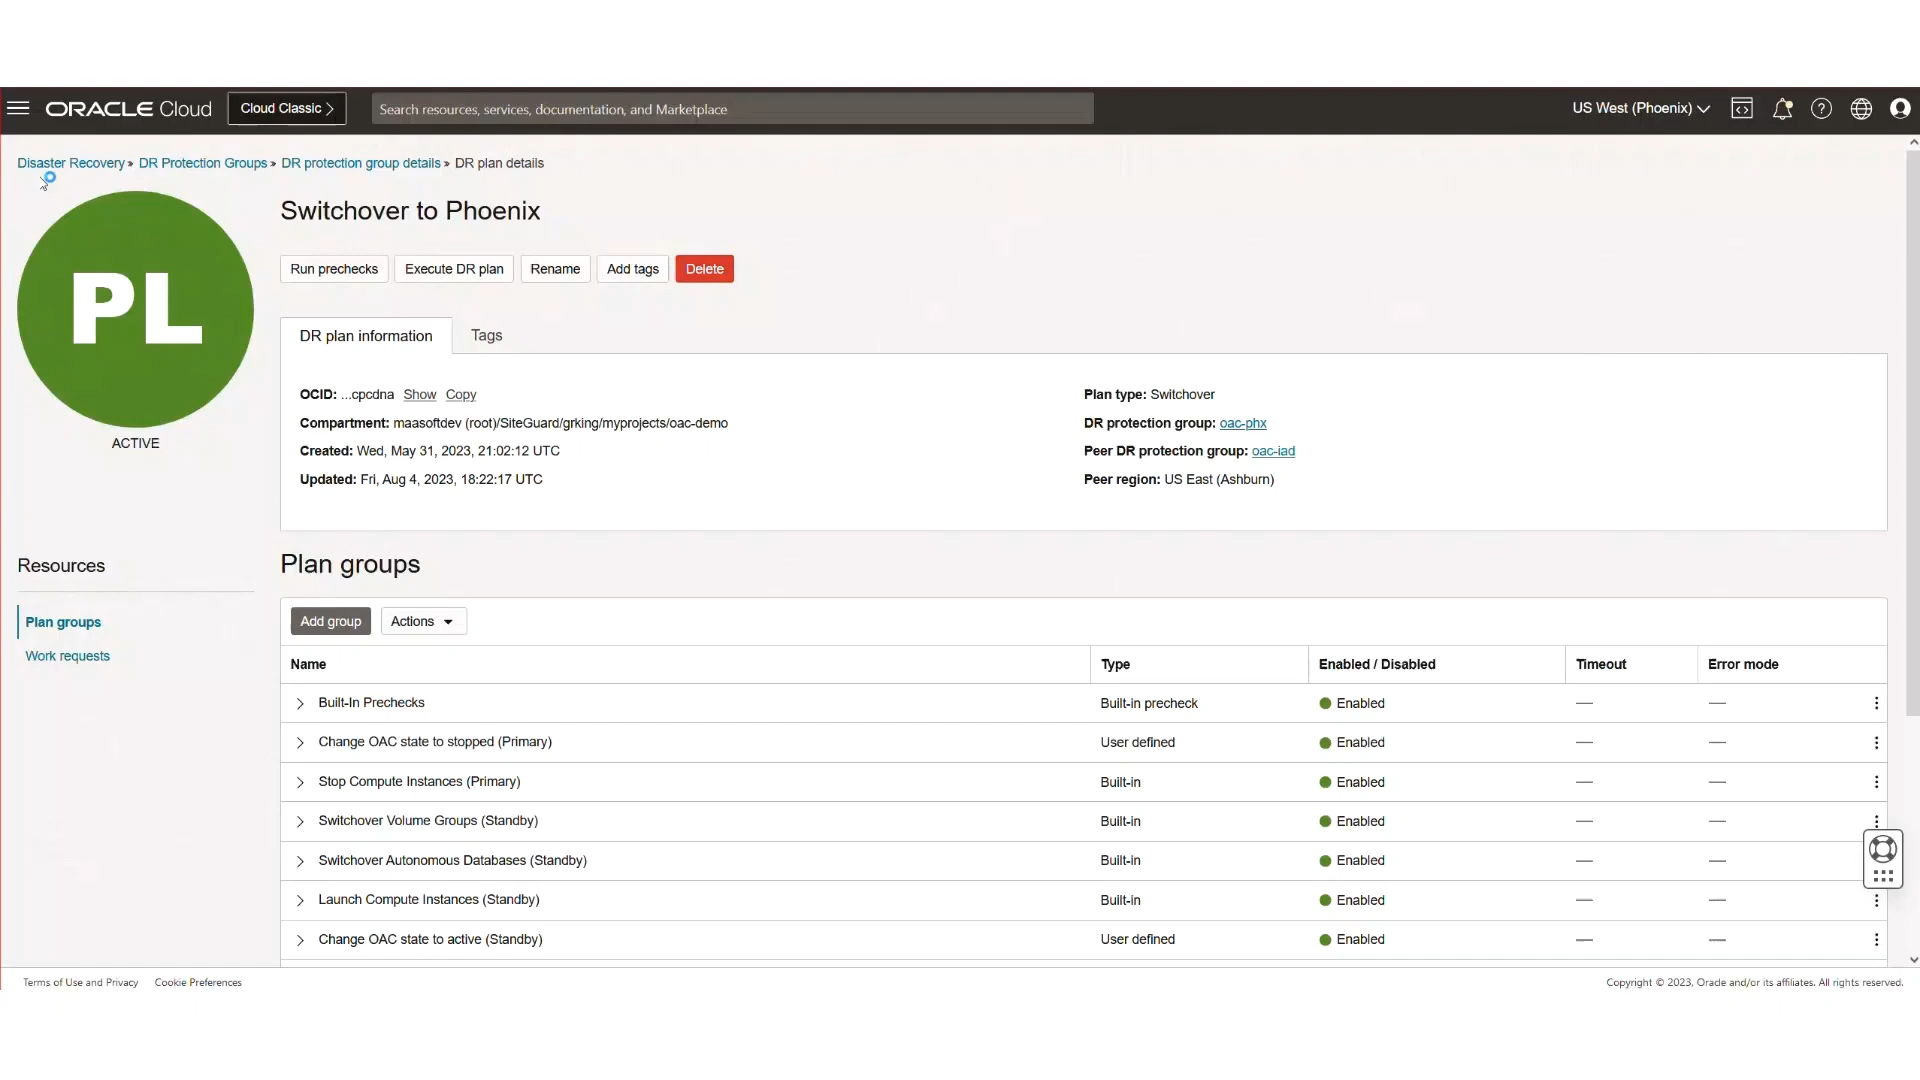 ORACLE Cloud
Cloud Classic
Search resources, services, documentation, and Marketplace
US West (Phoenix)
Disaster Recovery » DR Protection Groups » DR protection group details » DR plan details
PL
ACTIVE
Switchover to Phoenix
Run prechecks
Execute DR plan
Rename
Add tags
Delete
DR plan information
Tags
OCID: ...cpcdna Show Copy
Compartment: maasoftdev (root)/SiteGuard/grking/myprojects/oac-demo
Created: Wed, May 31, 2023, 21:02:12 UTC
Updated: Fri, Aug 4, 2023, 18:22:17 UTC
Plan type: Switchover
DR protection group: oac-phx
Peer DR protection group: oac-iad
Peer region: US East (Ashburn)
Resources
Plan groups
Work requests
Plan groups
Add group
Actions
Name Type Enabled / Disabled Timeout Error mode
Built-In Prechecks Built-in precheck Enabled — —
Change OAC state to stopped (Primary) User defined Enabled — —
Stop Compute Instances (Primary) Built-in Enabled — —
Switchover Volume Groups (Standby) Built-in Enabled — —
Switchover Autonomous Databases (Standby) Built-in Enabled — —
Launch Compute Instances (Standby) Built-in Enabled — —
Change OAC state to active (Standby) User defined Enabled — —
Terms of Use and Privacy Cookie Preferences
Copyright © 2023, Oracle and/or its affiliates. All rights reserved.